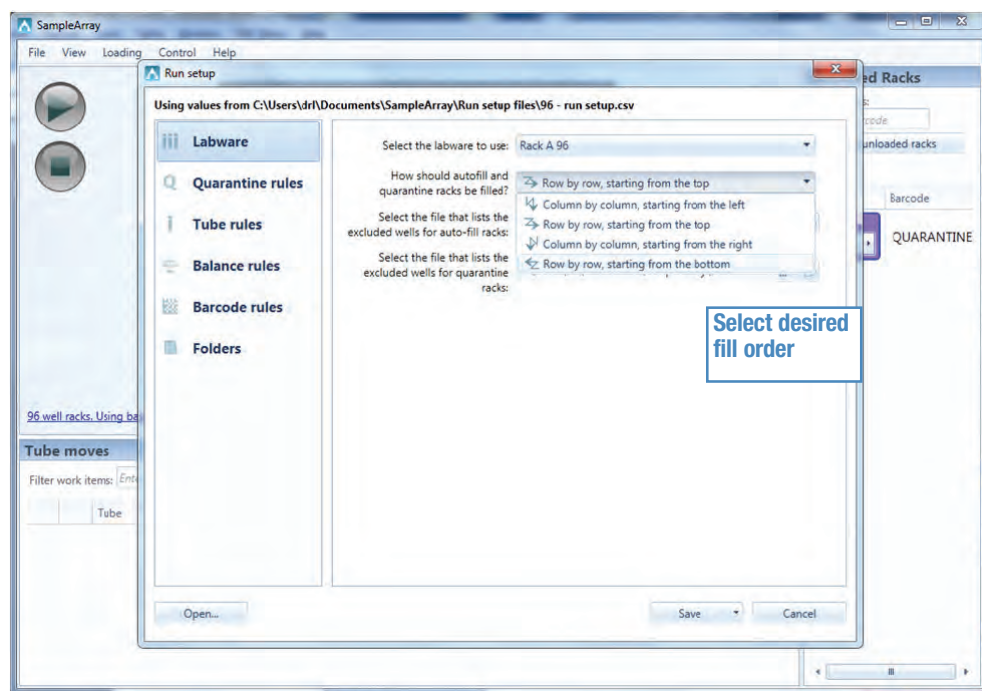 SampleArray
File View Loading Control Help
Run setup
Using values from C:\Users\drl\Documents\SampleArray\Run setup files\96 - run setup.csv
Labware
Quarantine rules
Tube rules
Balance rules
Barcode rules
Folders
Select the labware to use: Rack A 96
How should autofill and
quarantine racks be filled?
Row by row, starting from the top
Column by column, starting from the left
Row by row, starting from the top
Column by column, starting from the right
Row by row, starting from the bottom
Select the file that lists the
excluded wells for auto-fill racks:
Select the file that lists the
excluded wells for quarantine
racks:
Select desired
fill order
Open...
Save
Cancel
ed Racks
s:
rcode
unloaded racks
Barcode
QUARANTINE
96 well racks. Using ba
Tube moves
Filter work items: Ente
Tube